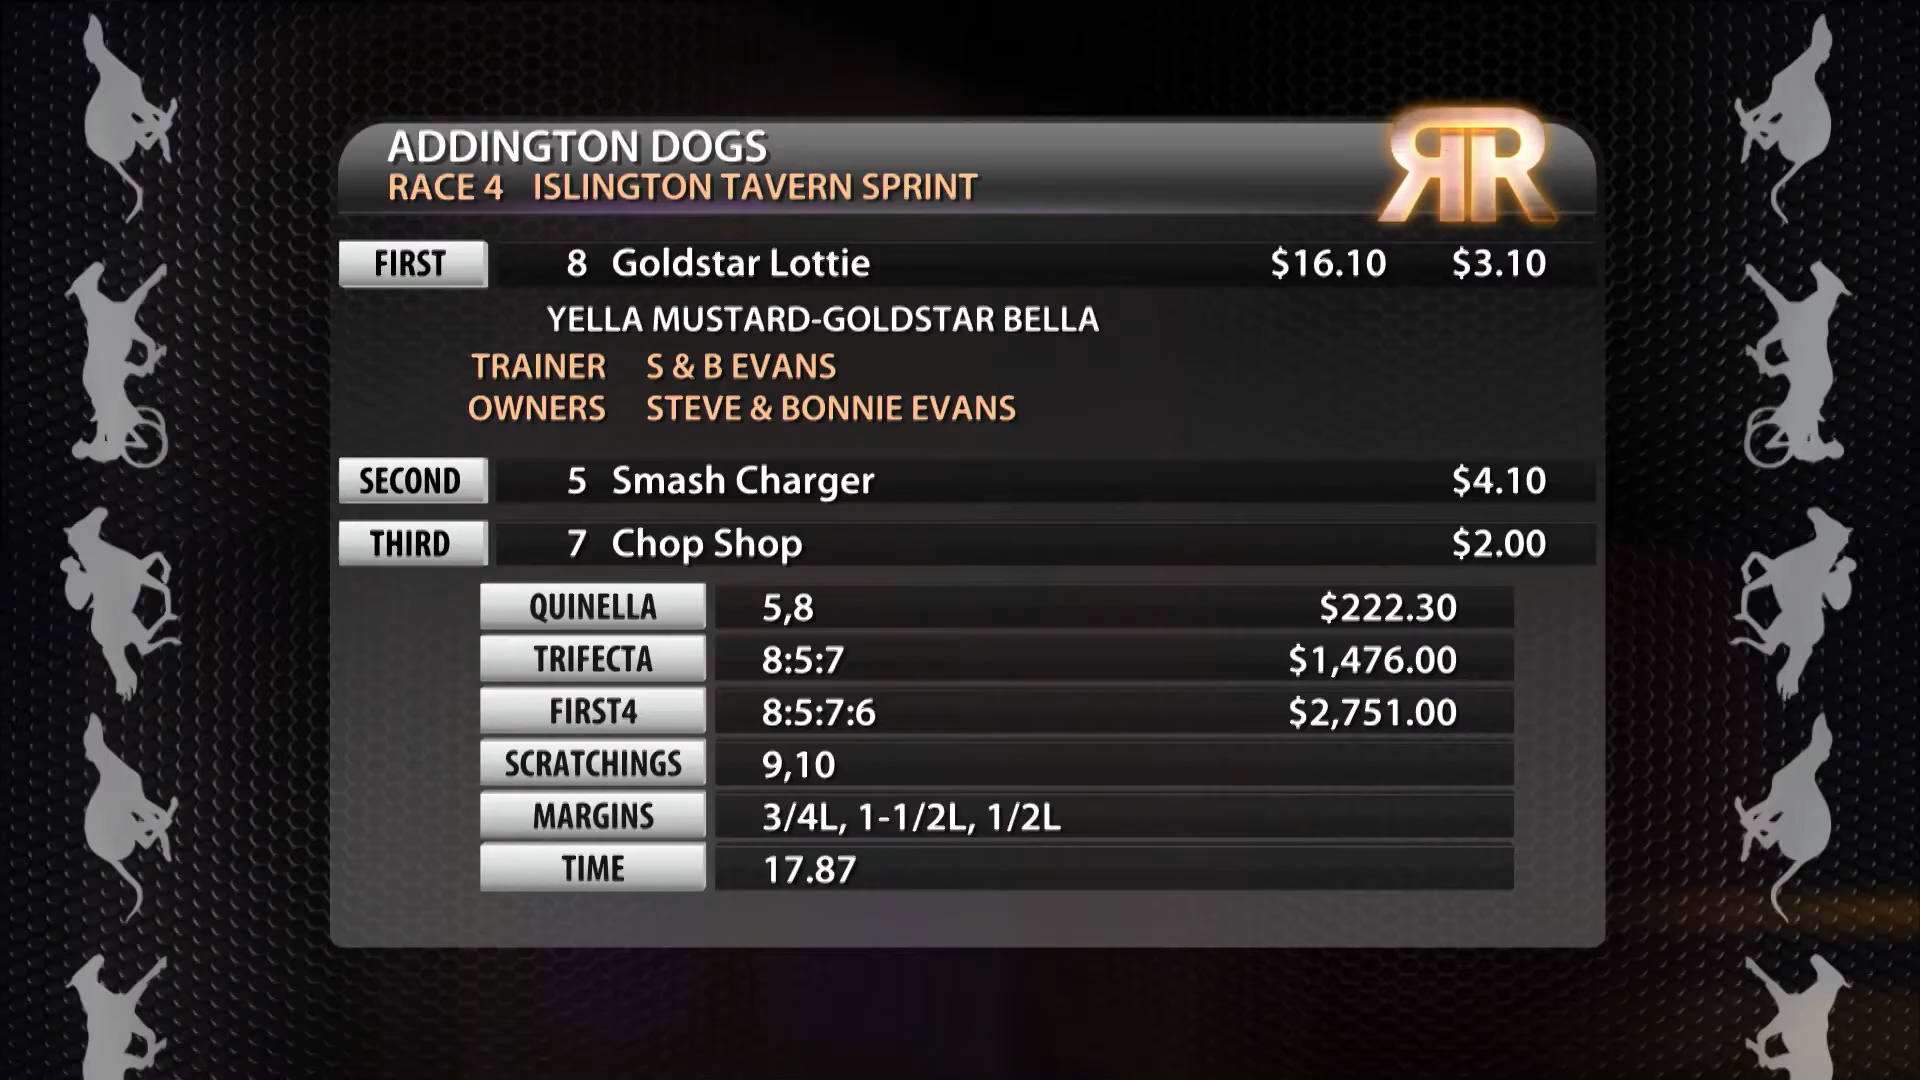 ADDINGTON DOGS
RACE 4 ISLINGTON TAVERN SPRINT
RR
FIRST 8 Goldstar Lottie $16.10 $3.10
YELLA MUSTARD-GOLDSTAR BELLA
TRAINER S & B EVANS
OWNERS STEVE & BONNIE EVANS
SECOND 5 Smash Charger $4.10
THIRD 7 Chop Shop $2.00
QUINELLA 5,8 $222.30
TRIFECTA 8:5:7 $1,476.00
FIRST4 8:5:7:6 $2,751.00
SCRATCHINGS 9,10
MARGINS 3/4L, 1-1/2L, 1/2L
TIME 17.87